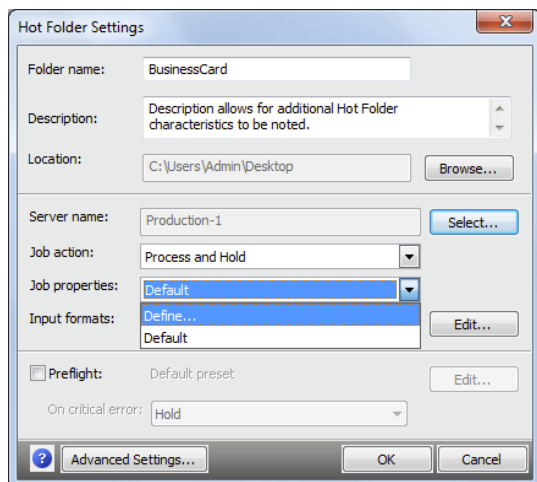 Hot Folder Settings
Folder name: BusinessCard
Description: Description allows for additional Hot Folder
characteristics to be noted.
Location: C:\Users\Admin\Desktop Browse...
Server name: Production-1 Select...
Job action: Process and Hold
Job properties: Default
Input formats: Define... Edit...
Default
Preflight: Default preset Edit...
On critical error: Hold
? Advanced Settings... OK Cancel